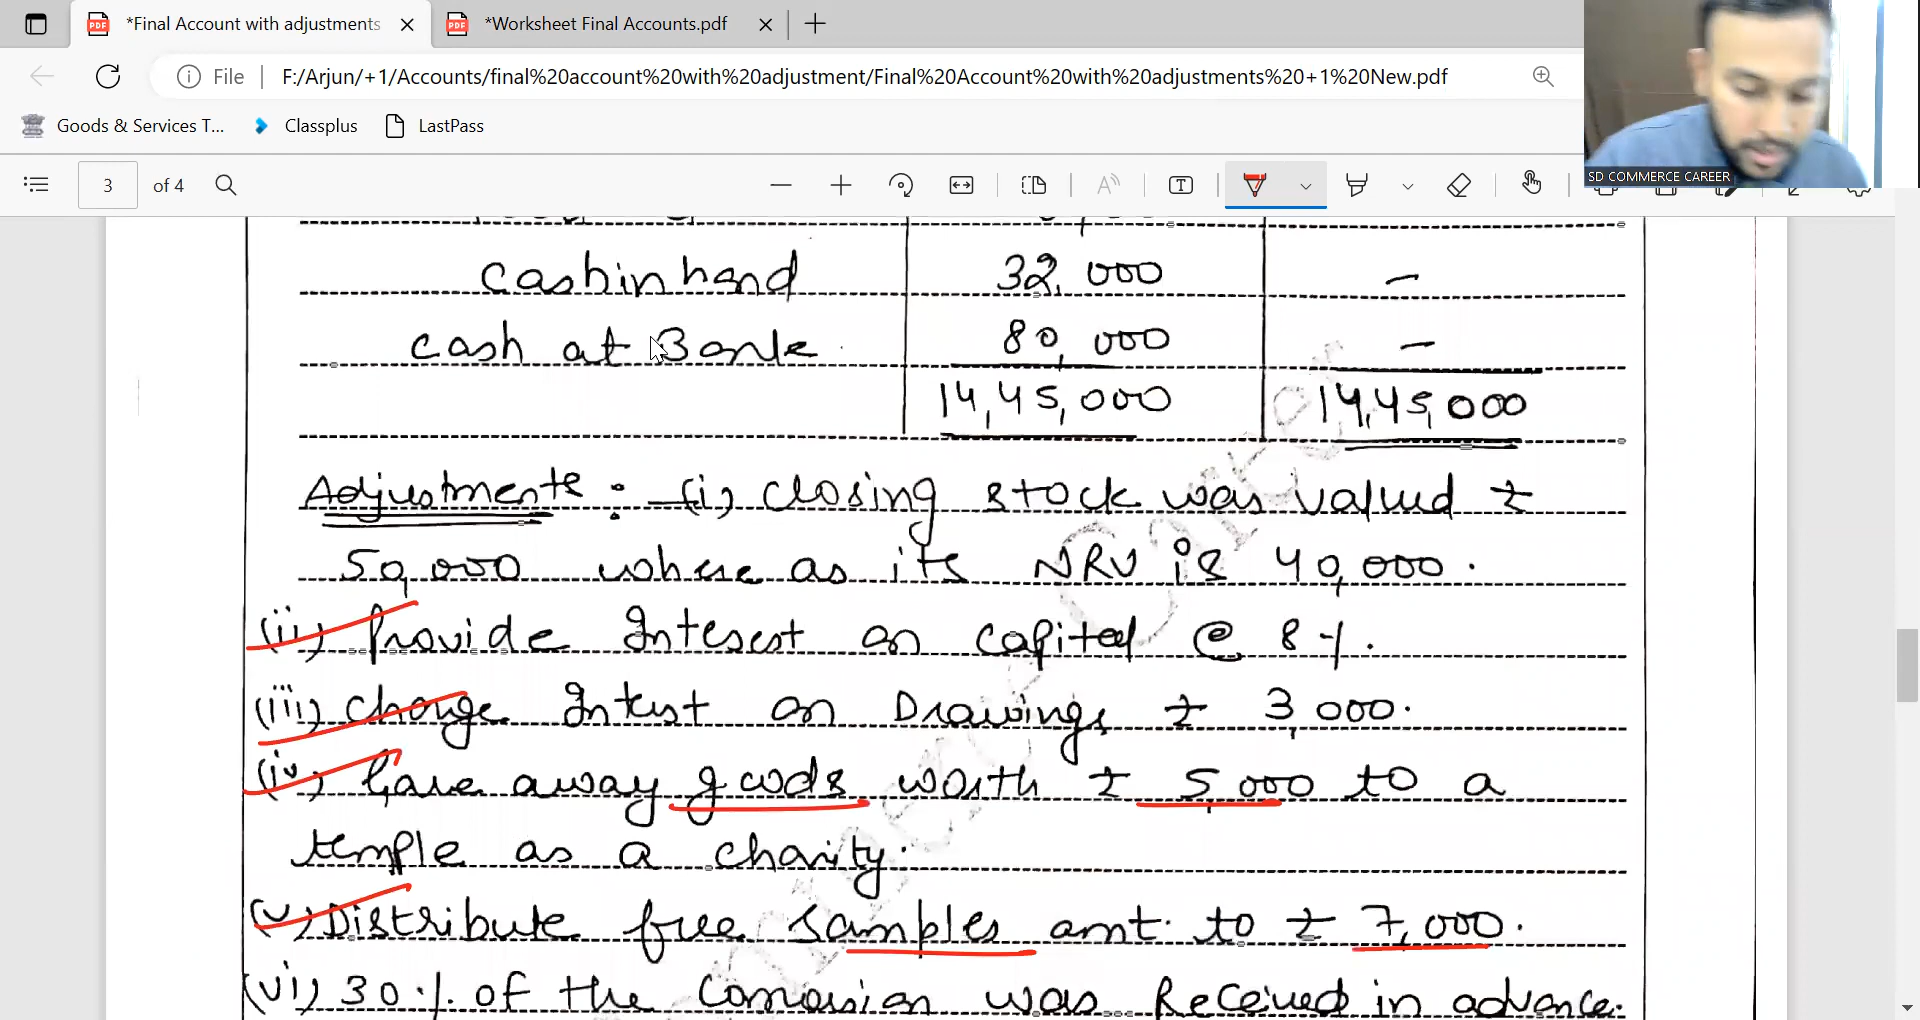 *Final Account with adjustments
*Worksheet Final Accounts.pdf
File F:/Arjun/+1/Accounts/final%20account%20with%20adjustment/Final%20Account%20with%20adjustments%20+1%20New.pdf
Goods & Services T... Classplus LastPass
3 of 4
SD COMMERCE CAREER
Cash in hand 32,000 -
Cash at Bank 80,000 -
14,45,000 14,45,000
Adjustments : - (i) Closing stock was valued ₹
50,000 where as its NRV is 40,000.
(ii) Provide Interest on Capital @ 8%.
(iii) Charge Intrest on Drawings ₹ 3,000.
(iv) Gave away goods worth ₹ 5,000 to a
temple as a charity.
(v) Distribute free samples amt. to ₹ 7,000.
(vi) 30% of the Commission was Received in advance.